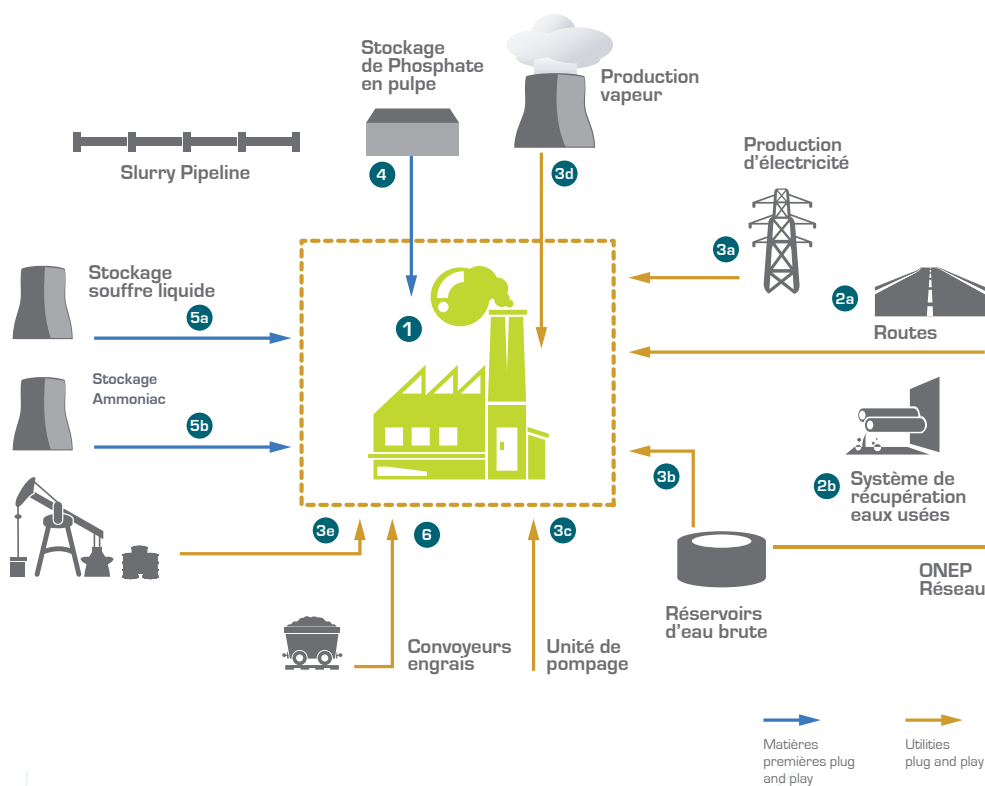 Stockage
de Phosphate
en pulpe
Production
vapeur
4
3d
Slurry Pipeline
Production
d'électricité
3a
2a
Routes
Stockage
souffre liquide
5a
1
Stockage
Ammoniac
5b
3b
2b
Système de
récupération
eaux usées
3e
6
3c
ONEP
Réseau
Réservoirs
d'eau brute
Convoyeurs
engrais
Unité de
pompage
Matières
premières plug
and play
Utilities
plug and play